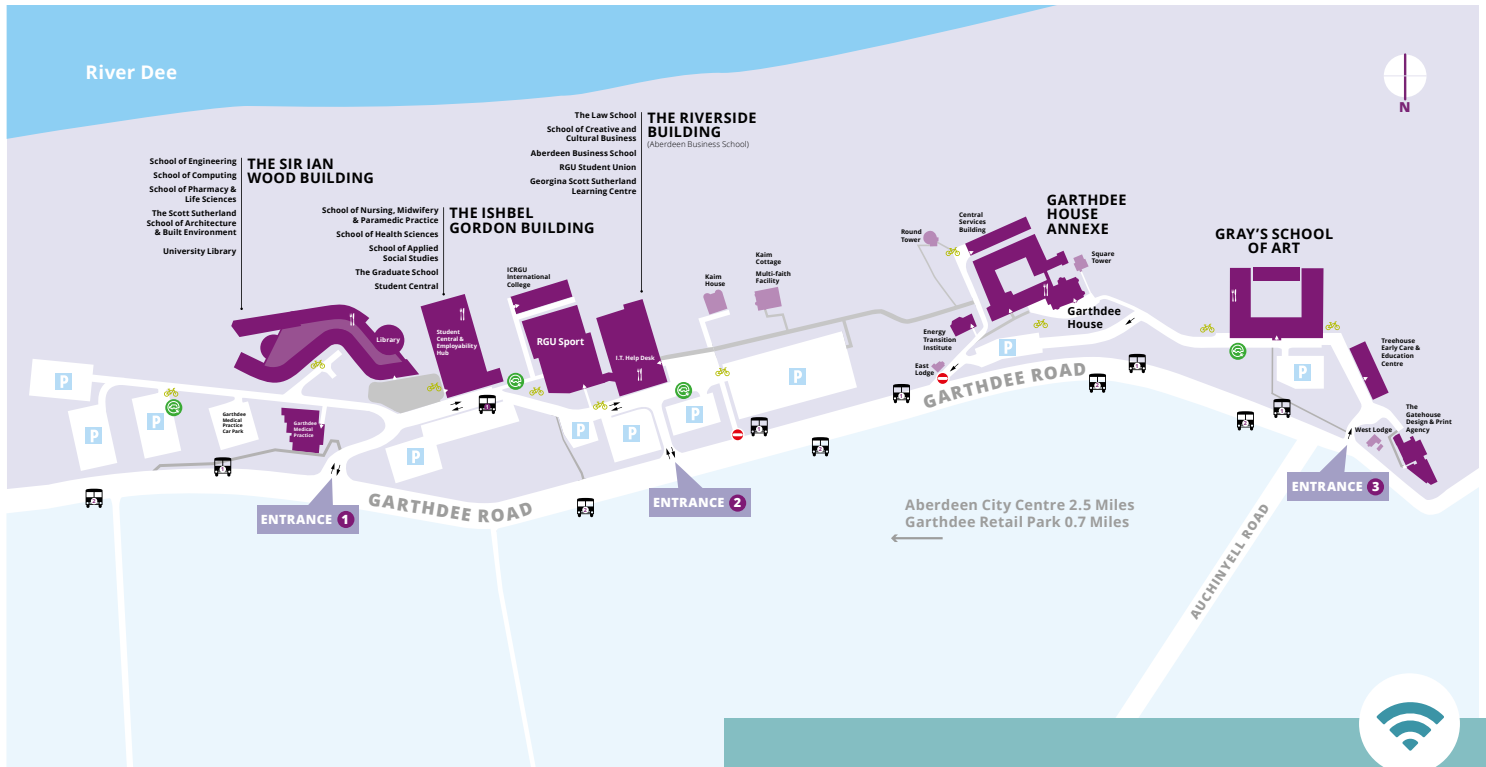 River Dee
N
The Law School
School of Creative and
Cultural Business
Aberdeen Business School
RGU Student Union
Georgina Scott Sutherland
Learning Centre
THE RIVERSIDE
BUILDING
(Aberdeen Business School)
School of Engineering
School of Computing
School of Pharmacy &
Life Sciences
The Scott Sutherland
School of Architecture
& Built Environment
University Library
THE SIR IAN
WOOD BUILDING
School of Nursing, Midwifery
& Paramedic Practice
School of Health Sciences
School of Applied
Social Studies
The Graduate School
Student Central
THE ISHBEL
GORDON BUILDING
ICRGU
International
College
Kaim
House
Kaim
Cottage
Multi-faith
Facility
Round
Tower
Central
Services
Building
GARTHDEE
HOUSE
ANNEXE
Square
Tower
GRAY'S SCHOOL
OF ART
Garthdee
House
Energy
Transition
Institute
East
Lodge
Library
Student
Central &
Employability
Hub
RGU Sport
I.T. Help Desk
Treehouse
Early Care &
Education
Centre
The
Gatehouse
Design & Print
Agency
West Lodge
Garthdee
Medical
Practice
Car Park
Garthdee
Medical
Practice
P
P
P
P
P
P
P
P
P
P
GARTHDEE ROAD
GARTHDEE ROAD
AUCHINYELL ROAD
ENTRANCE 1
ENTRANCE 2
ENTRANCE 3
Aberdeen City Centre 2.5 Miles
Garthdee Retail Park 0.7 Miles